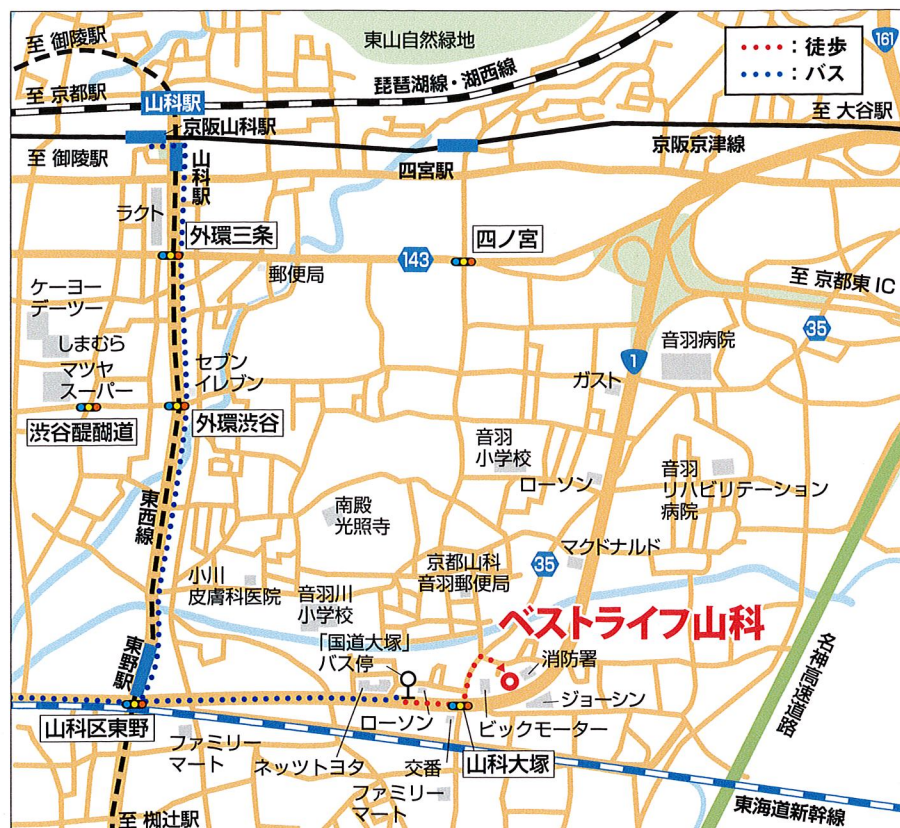 至 御陵駅
東山自然緑地
161
：徒歩
：バス
至 京都駅
山科駅
琵琶湖線・湖西線
至 大谷駅
京阪山科駅
至 御陵駅
山科駅
四宮駅
京阪京津線
ラクト
外環三条
四ノ宮
郵便局
143
至 京都東IC
ケーヨー
デーツー
35
しまむら
音羽病院
マツヤ
スーパー
セブン
イレブン
1
ガスト
渋谷醍醐道
外環渋谷
音羽
小学校
ローソン
音羽
リハビリテーション
病院
東西線
南殿
光照寺
マクドナルド
京都山科
音羽郵便局
35
小川
皮膚科医院
音羽川
小学校
ベストライフ山科
名神高速道路
「国道大塚」
バス停
消防署
東野駅
ジョーシン
山科区東野
ローソン
ビックモーター
ファミリー
マート
ネッツトヨタ
交番
山科大塚
ファミリー
マート
東海道新幹線
至 椥辻駅